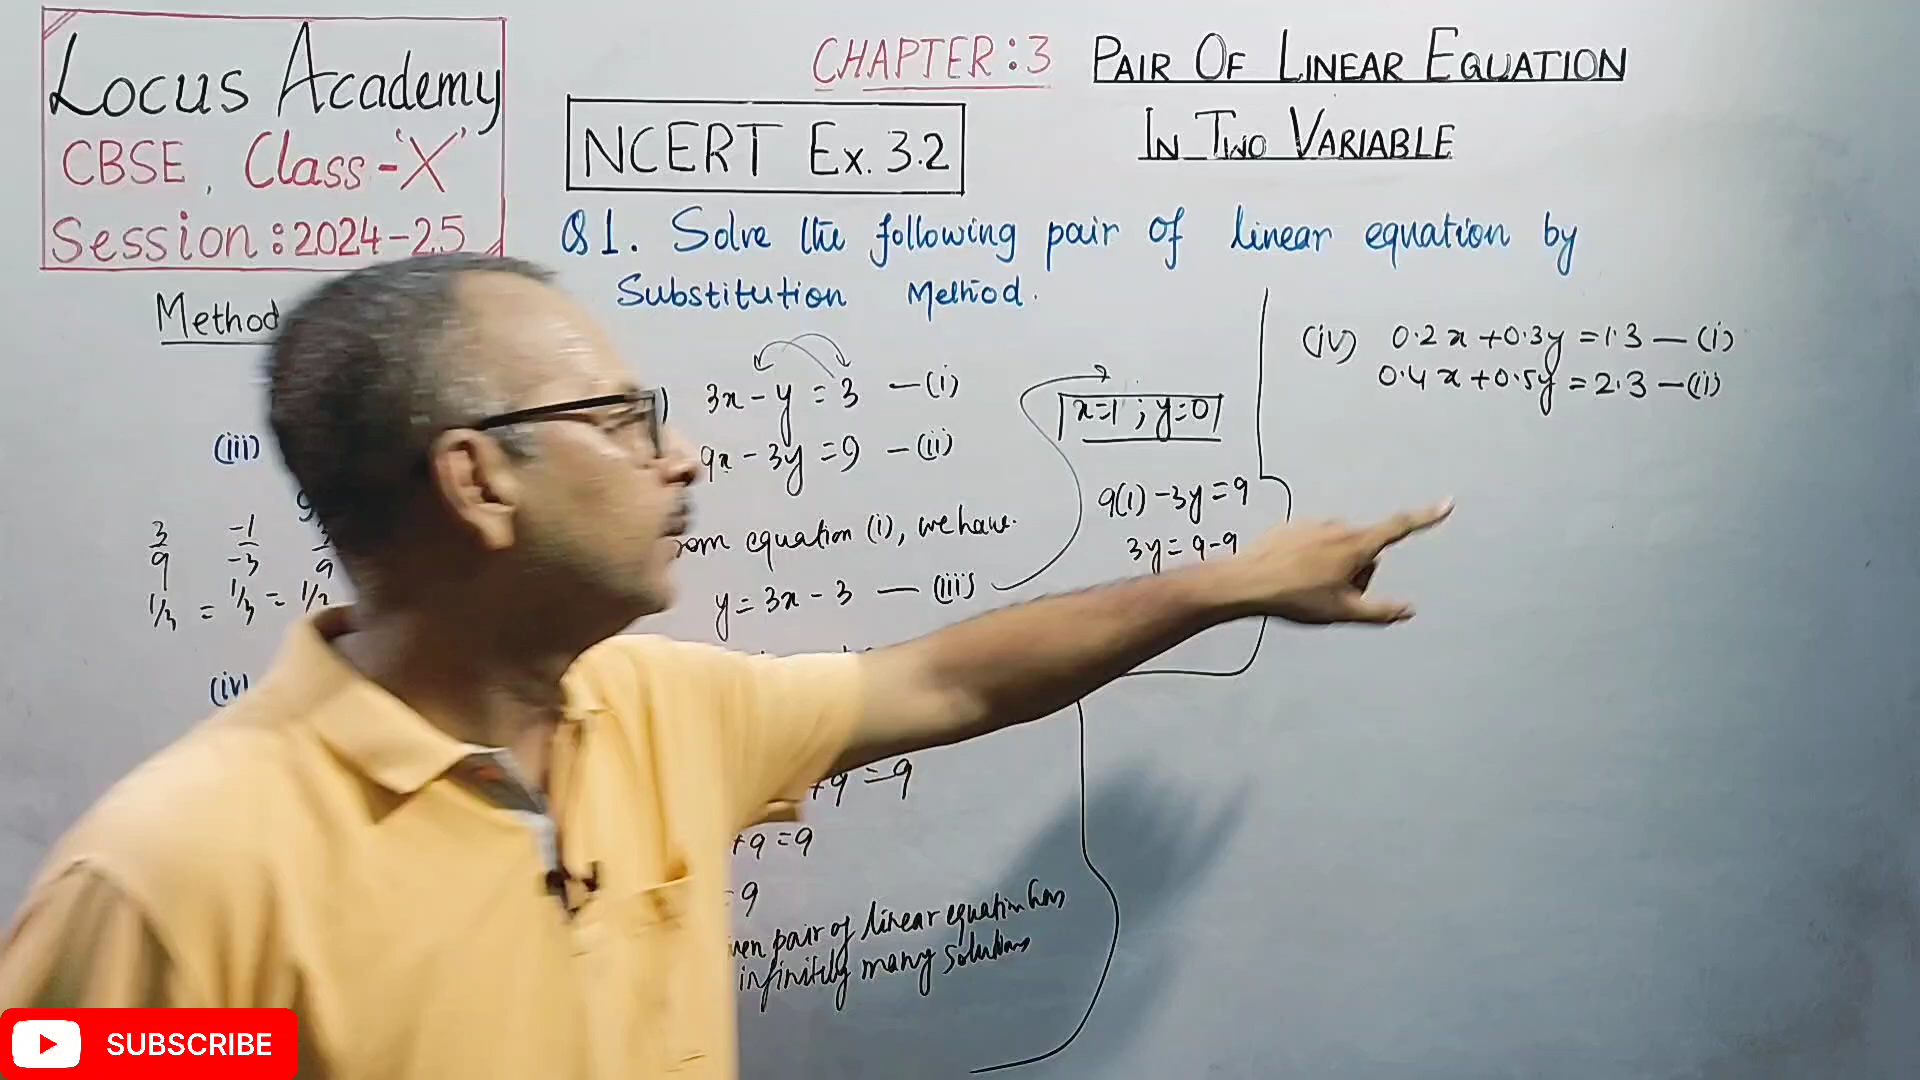 Locus Academy
CBSE, Class-'X'
Session:2024-25
CHAPTER:3 PAIR OF LINEAR EQUATION
IN TWO VARIABLE
NCERT Ex. 3.2
Q1. Solve the following pair of linear equation by
Substitution Method.
Method
(iii)
3/9 -1/-3 3/9
1/3 = 1/3 = 1/2
(iv)
) 3x - y = 3 —(i)
9x - 3y = 9 —(ii)
om equation (i), we have.
y = 3x - 3 — (iii)
+9 = 9
+9 = 9
= 9
iven pair of linear equation has
infinitely many solutions
x=1 ; y=0
9(1) - 3y = 9
3y = 9-9
(iv) 0.2x + 0.3y = 1.3 — (i)
0.4x + 0.5y = 2.3 — (ii)
SUBSCRIBE